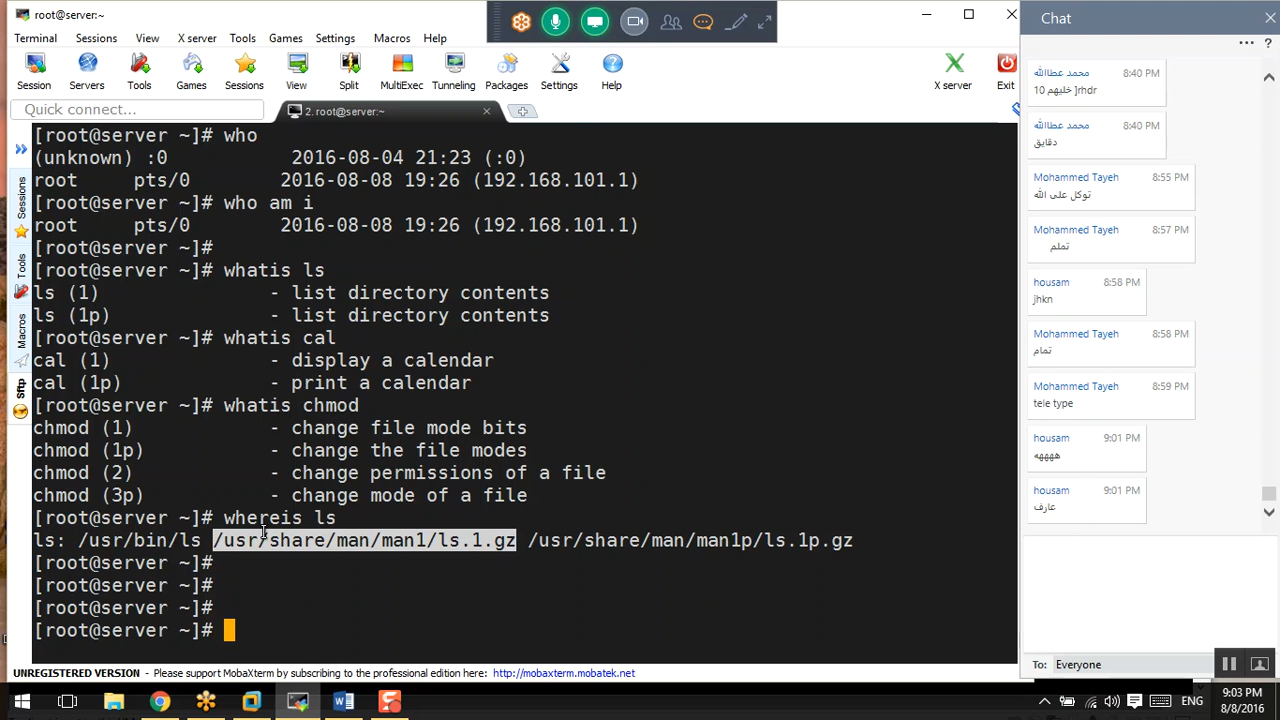 root@server:~
Terminal Sessions View X server Tools Games Settings Macros Help
Session Servers Tools Games Sessions View Split MultiExec Tunneling Packages Settings Help X server Exit
Quick connect...
2. root@server:~
Sessions
Tools
Macros
Sftp
[root@server ~]# who
(unknown) :0           2016-08-04 21:23 (:0)
root     pts/0        2016-08-08 19:26 (192.168.101.1)
[root@server ~]# who am i
root     pts/0        2016-08-08 19:26 (192.168.101.1)
[root@server ~]#
[root@server ~]# whatis ls
ls (1)               - list directory contents
ls (1p)              - list directory contents
[root@server ~]# whatis cal
cal (1)              - display a calendar
cal (1p)             - print a calendar
[root@server ~]# whatis chmod
chmod (1)            - change file mode bits
chmod (1p)           - change the file modes
chmod (2)            - change permissions of a file
chmod (3p)           - change mode of a file
[root@server ~]# whereis ls
ls: /usr/bin/ls /usr/share/man/man1/ls.1.gz /usr/share/man/man1p/ls.1p.gz
[root@server ~]#
[root@server ~]#
[root@server ~]#
[root@server ~]#
UNREGISTERED VERSION - Please support MobaXterm by subscribing to the professional edition here: http://mobaxterm.mobatek.net
Chat
محمد عطاالله 8:40 PM
خليهم 10 ]rhdr
محمد عطاالله 8:40 PM
دقايق
Mohammed Tayeh 8:55 PM
توكل على الله
Mohammed Tayeh 8:57 PM
تملم
housam 8:58 PM
jhkn
Mohammed Tayeh 8:58 PM
تمام
Mohammed Tayeh 8:59 PM
tele type
housam 9:01 PM
هههههه
housam 9:01 PM
عارف
To: Everyone
ENG
9:03 PM
8/8/2016